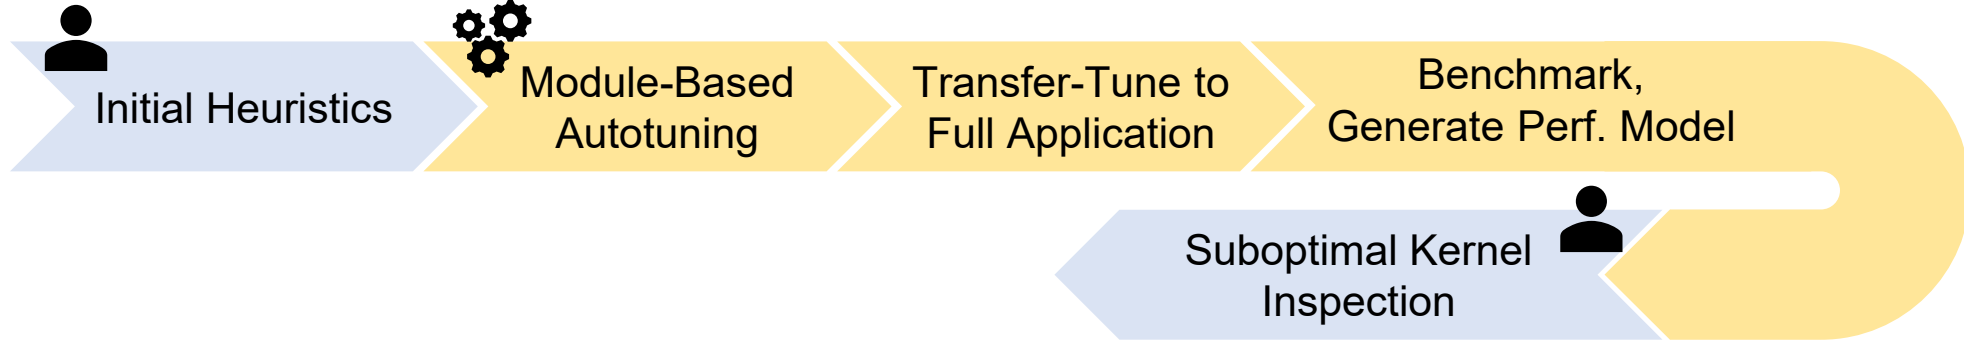 Initial Heuristics
Module-Based
Autotuning
Transfer-Tune to
Full Application
Benchmark,
Generate Perf. Model
Suboptimal Kernel
Inspection